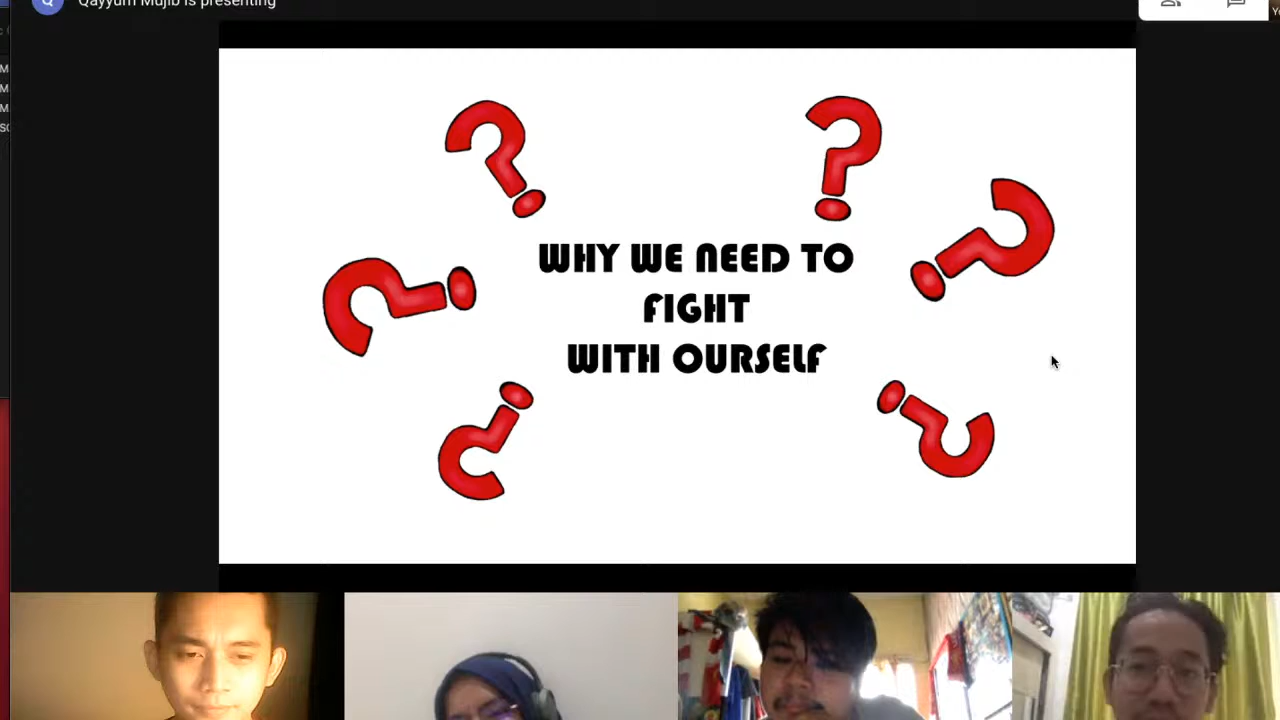 Qayyum Mujib is presenting
Q
WHY WE NEED TO
FIGHT
WITH OURSELF